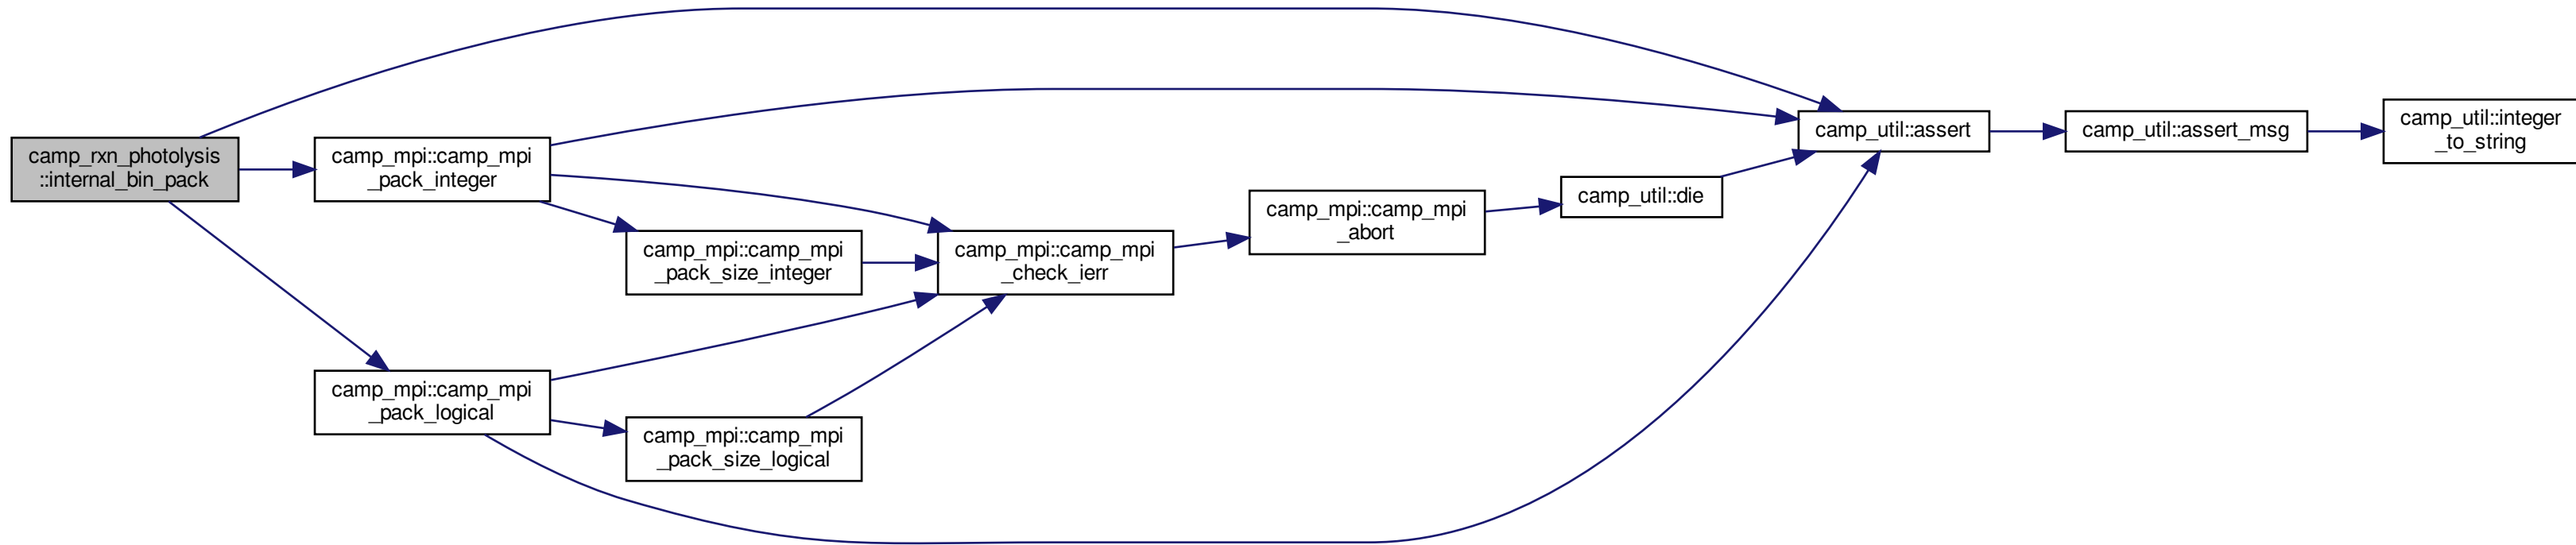 camp_rxn_photolysis
::internal_bin_pack
camp_mpi::camp_mpi
_pack_integer
camp_mpi::camp_mpi
_pack_size_integer
camp_mpi::camp_mpi
_check_ierr
camp_mpi::camp_mpi
_abort
camp_util::die
camp_util::assert
camp_util::assert_msg
camp_util::integer
_to_string
camp_mpi::camp_mpi
_pack_logical
camp_mpi::camp_mpi
_pack_size_logical